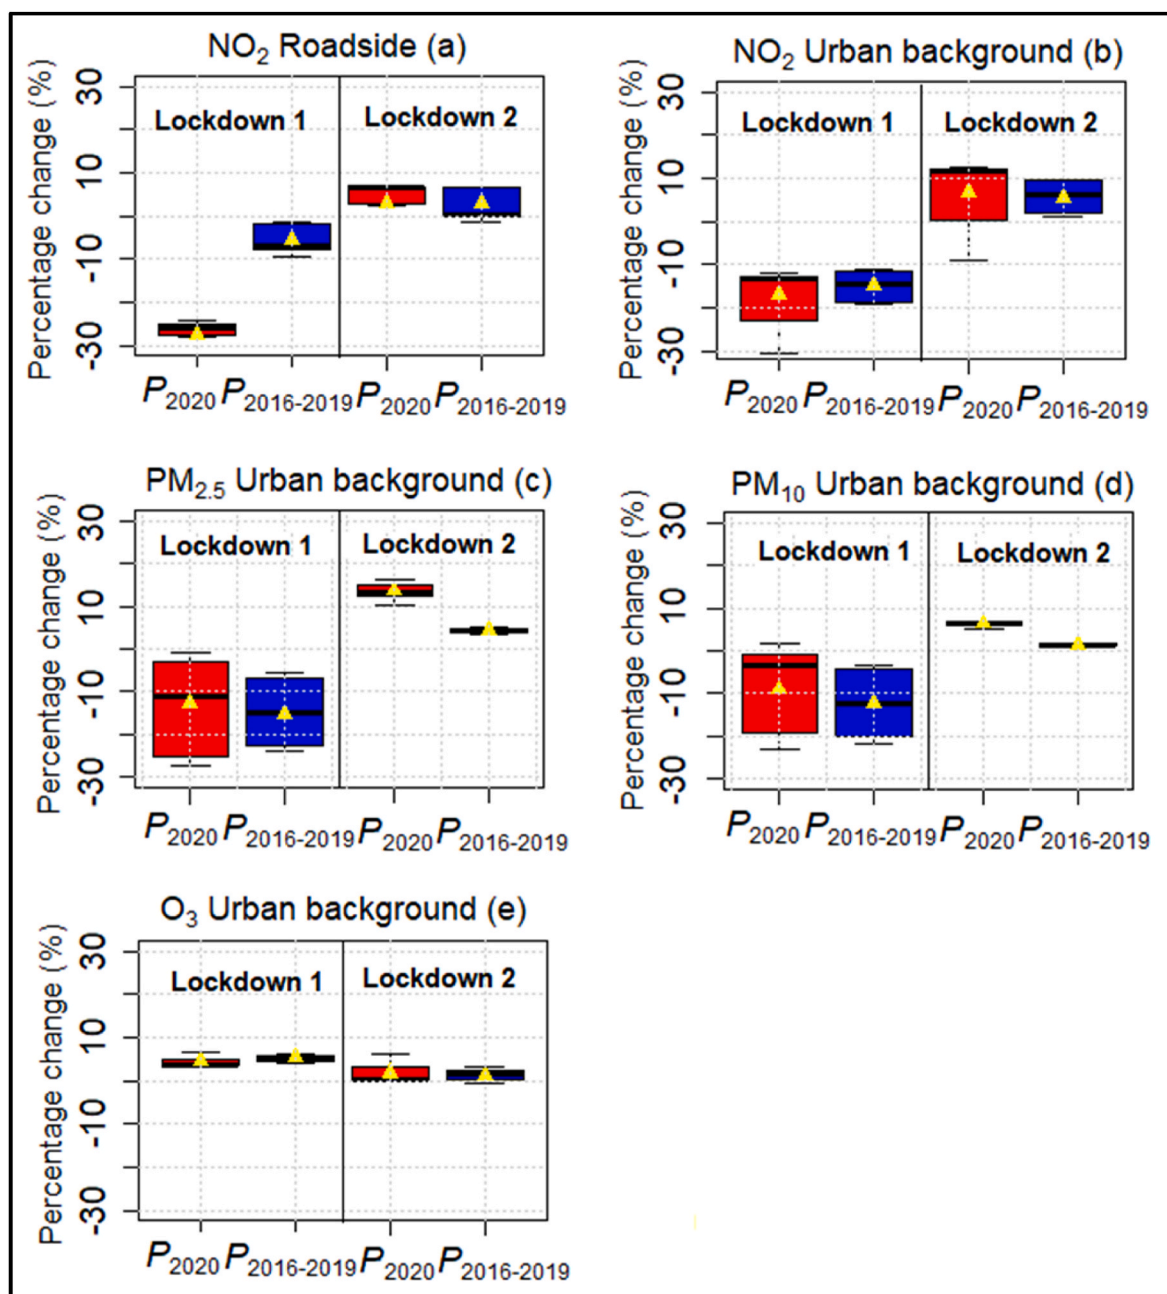 NO2 Roadside (a)
Percentage change (%)
30
10
-10
-30
Lockdown 1
Lockdown 2
P2020
P2016-2019
P2020
P2016-2019
NO2 Urban background (b)
Percentage change (%)
30
10
-10
-30
Lockdown 1
Lockdown 2
P2020
P2016-2019
P2020
P2016-2019
PM2.5 Urban background (c)
Percentage change (%)
30
10
-10
-30
Lockdown 1
Lockdown 2
P2020
P2016-2019
P2020
P2016-2019
PM10 Urban background (d)
Percentage change (%)
30
10
-10
-30
Lockdown 1
Lockdown 2
P2020
P2016-2019
P2020
P2016-2019
O3 Urban background (e)
Percentage change (%)
30
10
-10
-30
Lockdown 1
Lockdown 2
P2020
P2016-2019
P2020
P2016-2019